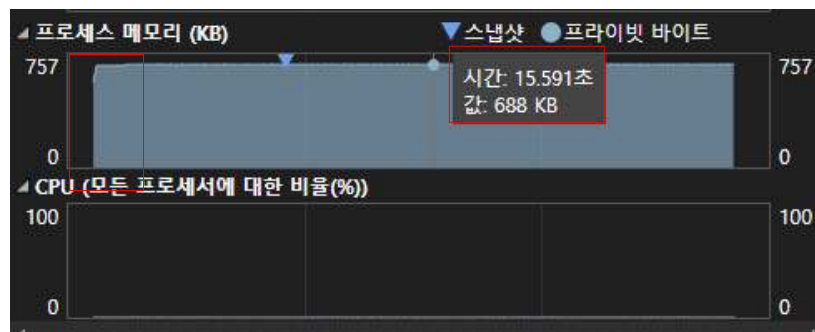 프로세스 메모리 (KB) 스냅샷 프라이빗 바이트
757 757
시간: 15.591초
값: 688 KB
0 0
CPU (모든 프로세서에 대한 비율(%))
100 100
0 0